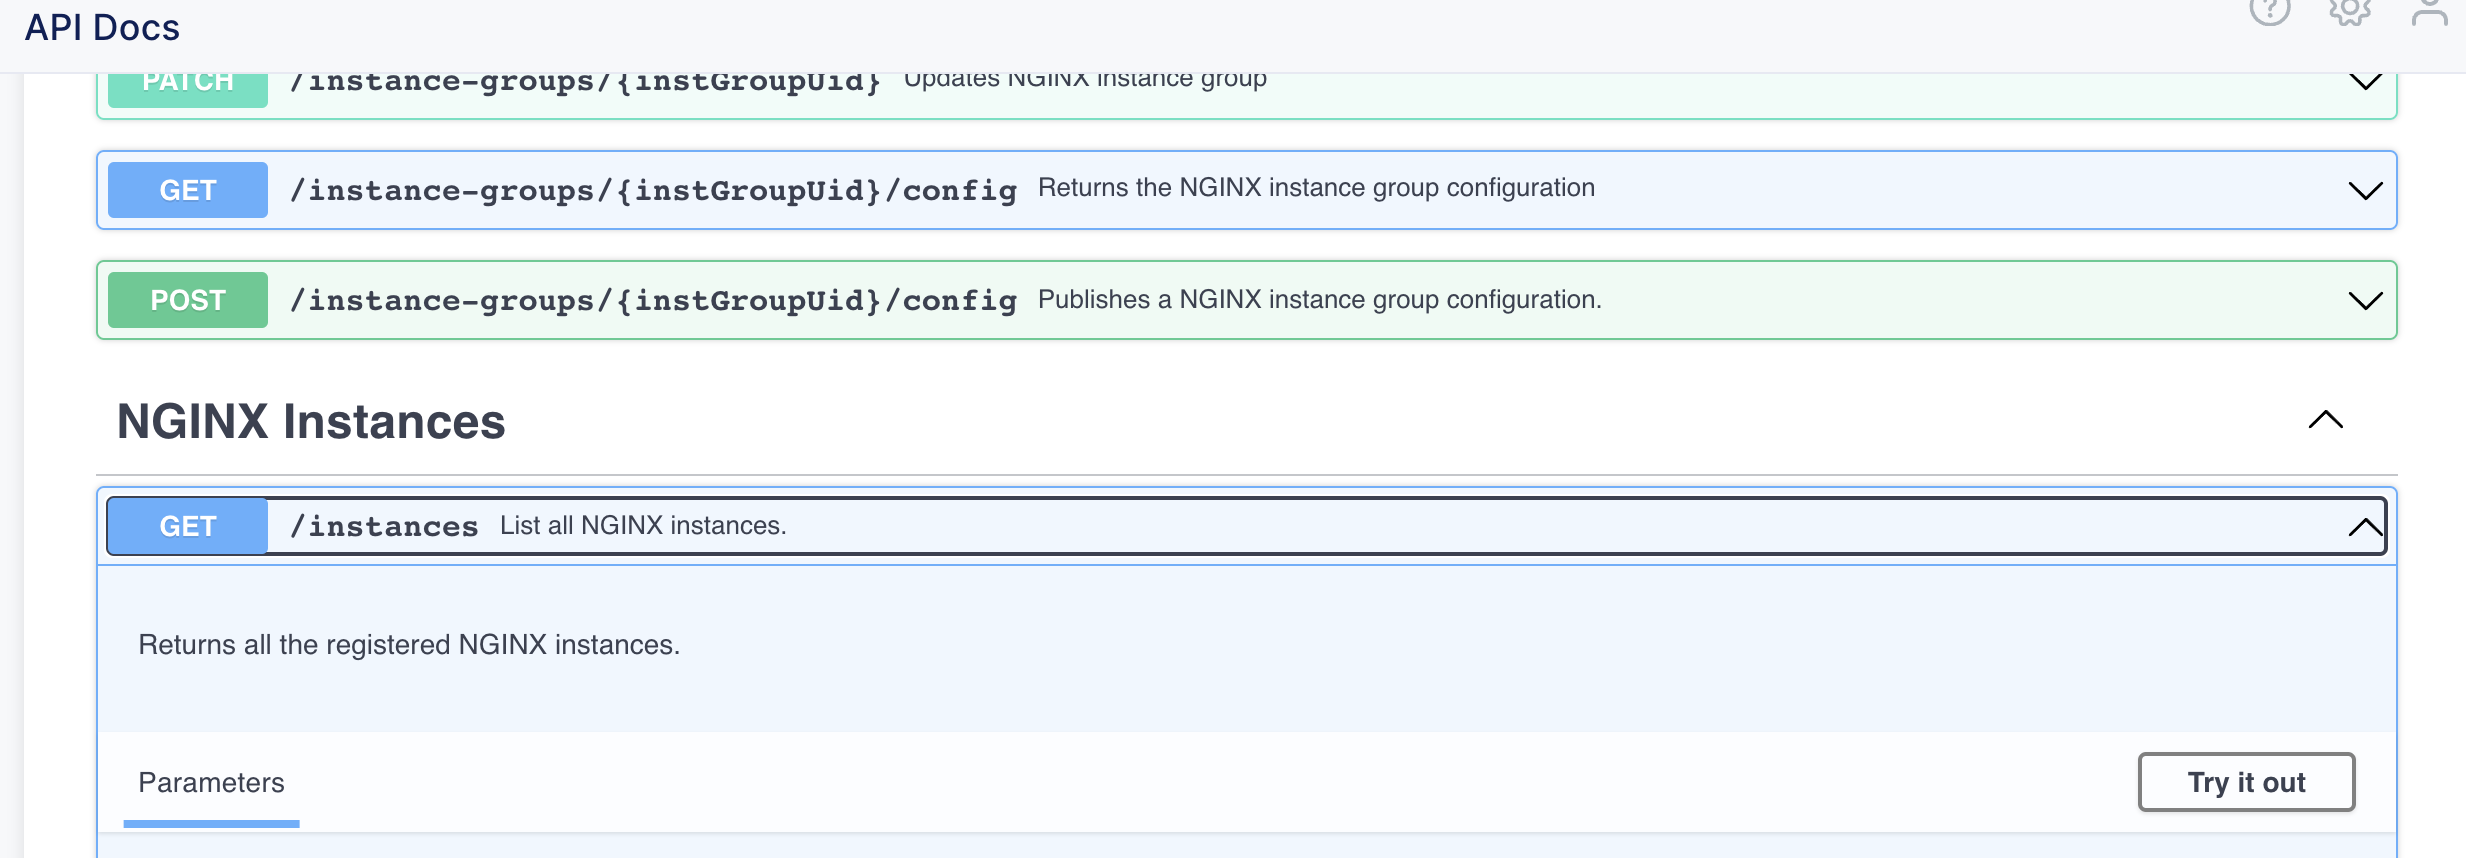 API Docs
PATCH /instance-groups/{instGroupUid} Updates NGINX instance group
GET /instance-groups/{instGroupUid}/config Returns the NGINX instance group configuration
POST /instance-groups/{instGroupUid}/config Publishes a NGINX instance group configuration.
NGINX Instances
GET /instances List all NGINX instances.
Returns all the registered NGINX instances.
Parameters Try it out